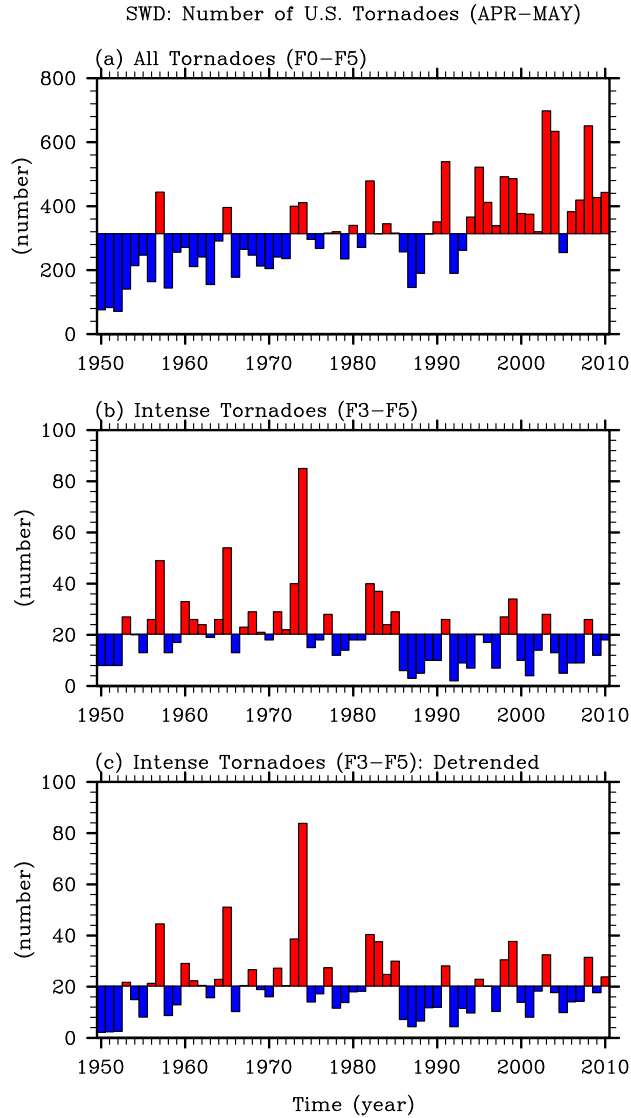 SWD: Number of U.S. Tornadoes (APR−MAY)
(a) All Tornadoes (F0−F5)
(number)
800
600
400
200
0
1950 1960 1970 1980 1990 2000 2010
(b) Intense Tornadoes (F3−F5)
(number)
100
80
60
40
20
0
1950 1960 1970 1980 1990 2000 2010
(c) Intense Tornadoes (F3−F5): Detrended
(number)
100
80
60
40
20
0
1950 1960 1970 1980 1990 2000 2010
Time (year)